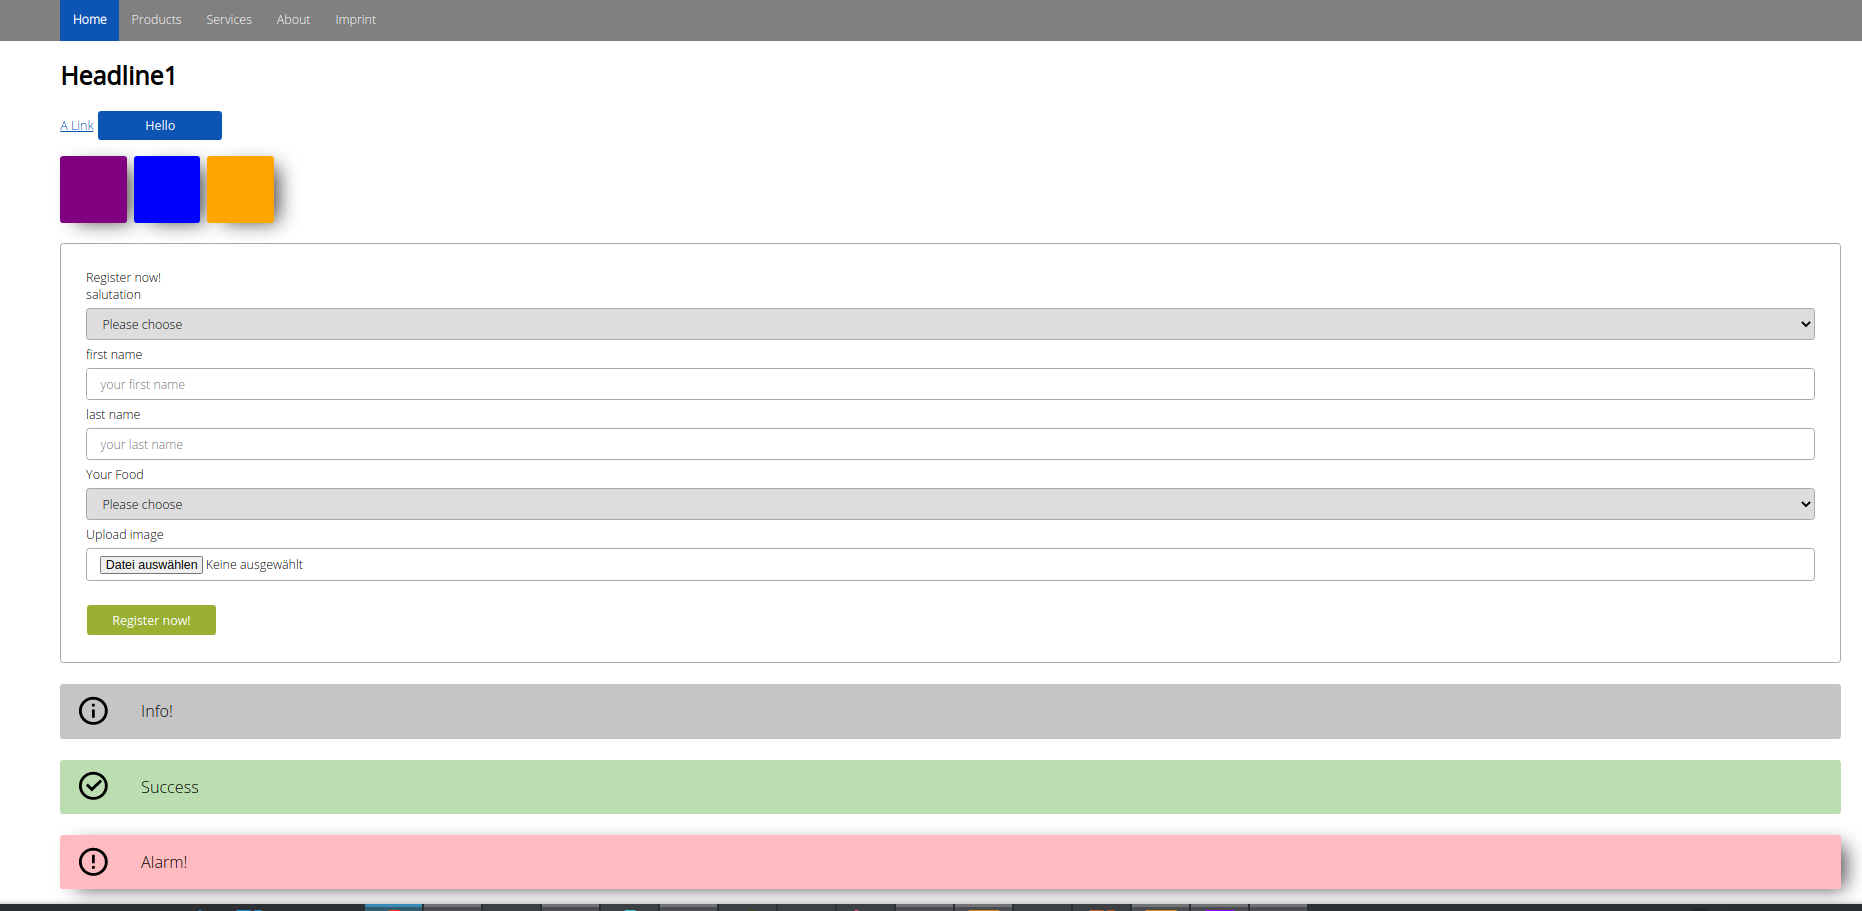 Home Products Services About Imprint
Headline1
A Link Hello
Register now!
salutation
Please choose
first name
your first name
last name
your last name
Your Food
Please choose
Upload image
Datei auswählen Keine ausgewählt
Register now!
Info!
Success
Alarm!